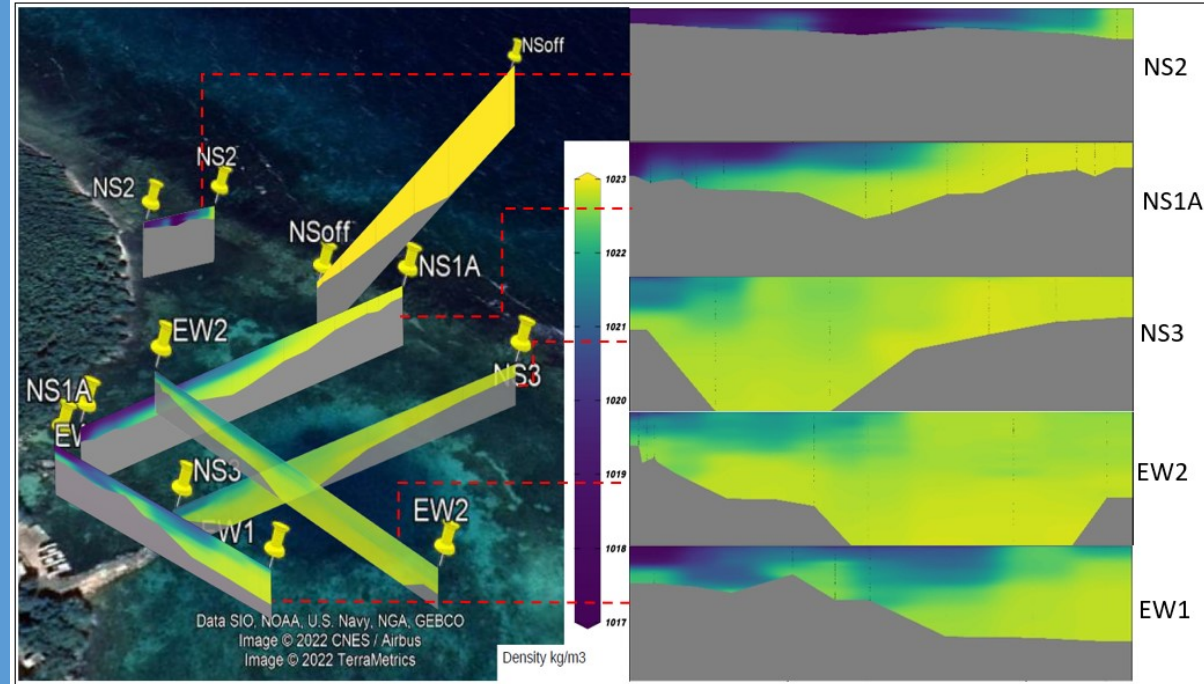 NSoff
NS2
NS2
NSoff
NS1A
EW2
NS3
NS1A
NS3
EW1
EW2
Data SIO, NOAA, U.S. Navy, NGA, GEBCO
Image © 2022 CNES / Airbus
Image © 2022 TerraMetrics
1023
1022
1021
1020
1019
1018
1017
Density kg/m3
NS2
NS1A
NS3
EW2
EW1